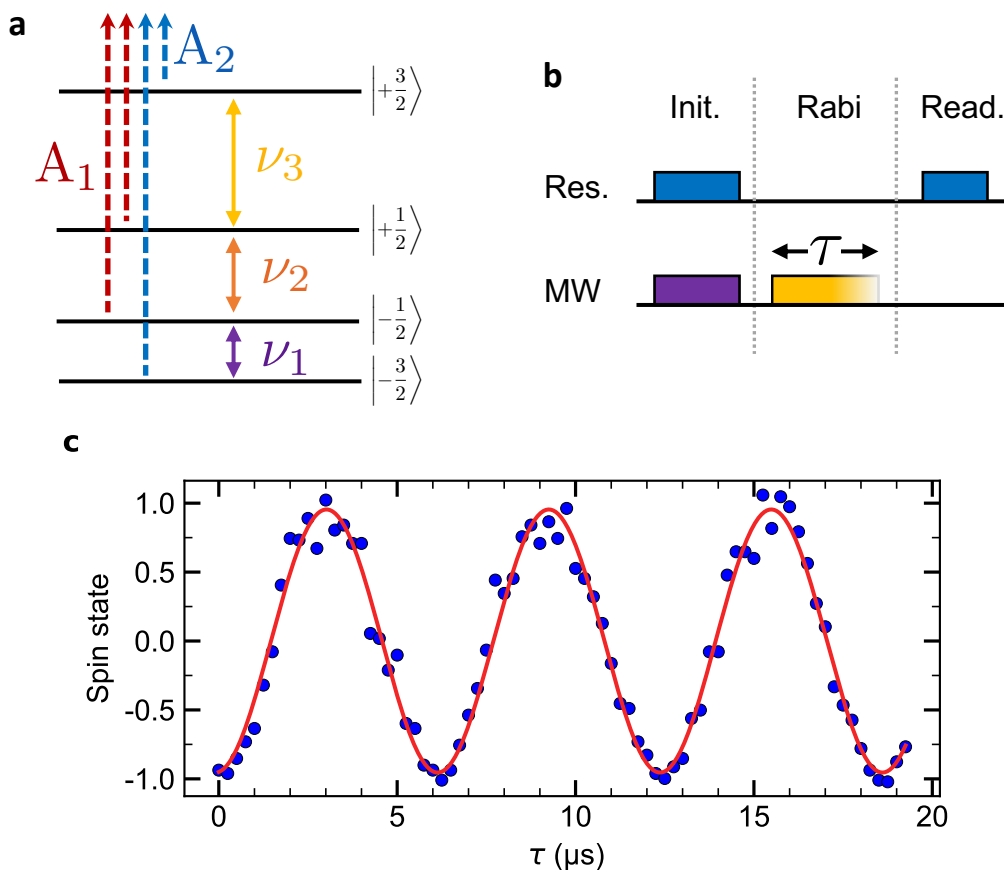 a
A₂
|+3/2⟩
A₁
ν₃
|+1/2⟩
ν₂
|−1/2⟩
ν₁
|−3/2⟩
b
Init. Rabi Read.
Res.
τ
MW
c
Spin state
1.0
0.5
0.0
-0.5
-1.0
0 5 10 15 20
τ (µs)